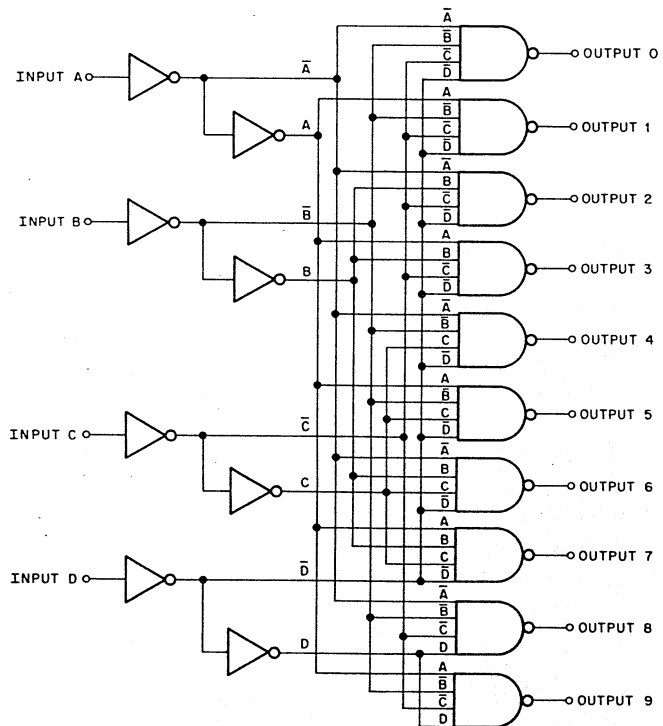 A̅
B̅
C̅
D̅
OUTPUT 0
INPUT A
A̅
A
A
B̅
C̅
D̅
OUTPUT 1
A̅
B
C̅
D̅
OUTPUT 2
INPUT B
B̅
B
A
B
C̅
D̅
OUTPUT 3
A̅
B̅
C
D̅
OUTPUT 4
A
B̅
C
D̅
OUTPUT 5
INPUT C
C̅
C
A̅
B
C
D̅
OUTPUT 6
A
B
C
D̅
OUTPUT 7
INPUT D
D̅
D
A̅
B̅
C̅
D
OUTPUT 8
A
B̅
C̅
D
OUTPUT 9